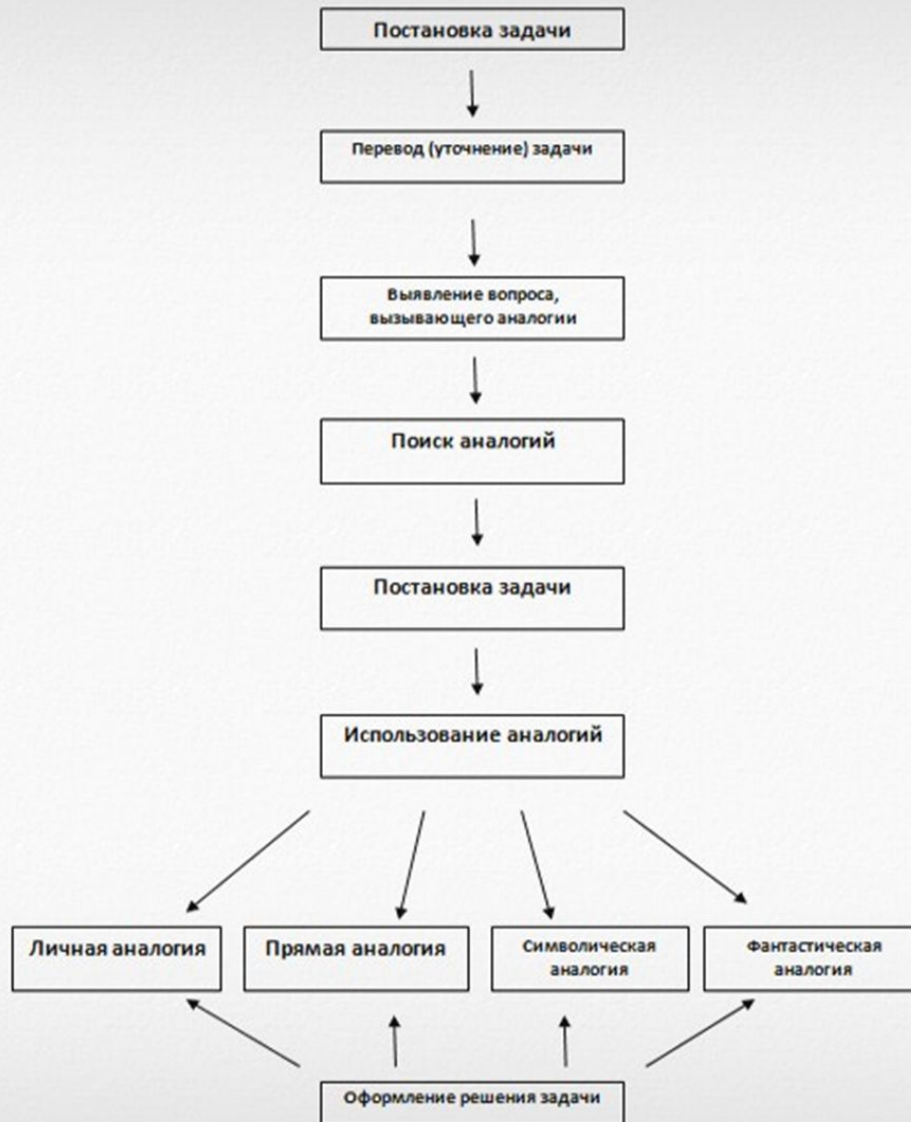 Постановка задачи
Перевод (уточнение) задачи
Выявление вопроса,
вызывающего аналогии
Поиск аналогий
Постановка задачи
Использование аналогий
Личная аналогия
Прямая аналогия
Символическая
аналогия
Фантастическая
аналогия
Оформление решения задачи